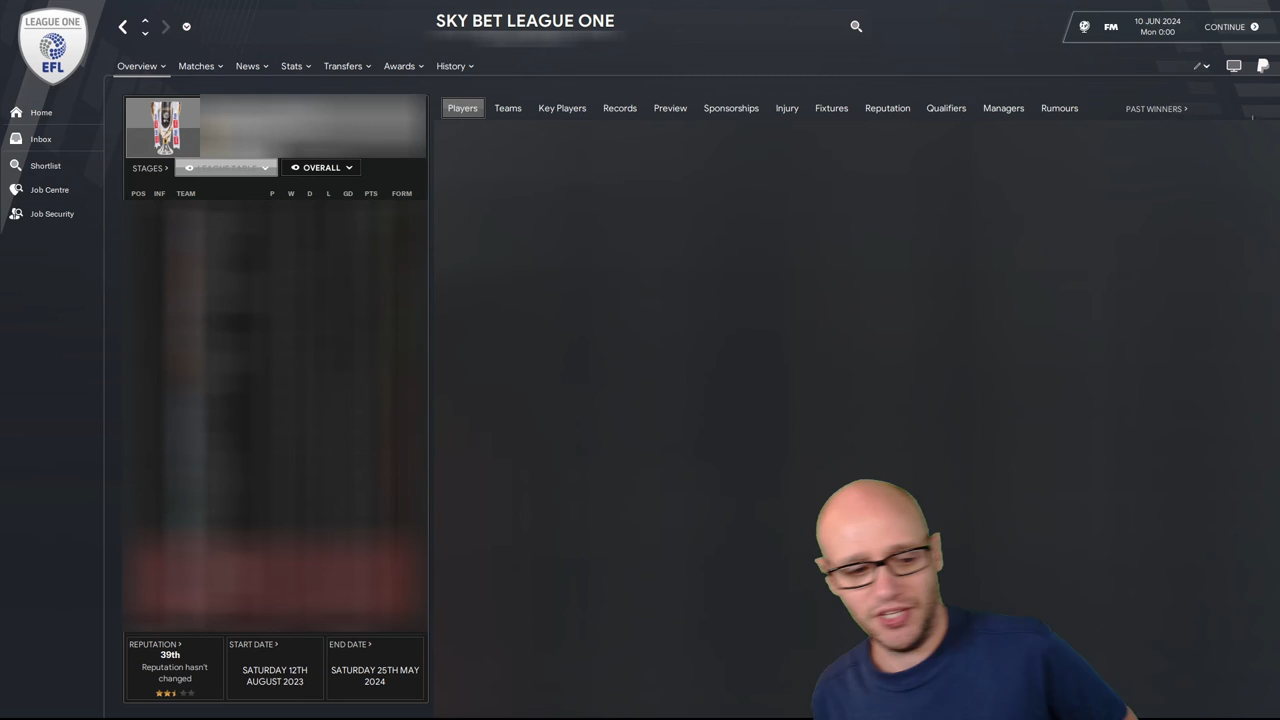 LEAGUE ONE
EFL
SKY BET LEAGUE ONE
FM
10 JUN 2024
Mon 0:00
CONTINUE
Overview
Matches
News
Stats
Transfers
Awards
History
Home
Inbox
Shortlist
Job Centre
Job Security
Players
Teams
Key Players
Records
Preview
Sponsorships
Injury
Fixtures
Reputation
Qualifiers
Managers
Rumours
PAST WINNERS >
STAGES >
OVERALL
POS INF TEAM P W D L GD PTS FORM
REPUTATION >
39th
Reputation hasn't
changed
START DATE >
SATURDAY 12TH
AUGUST 2023
END DATE >
SATURDAY 25TH MAY
2024